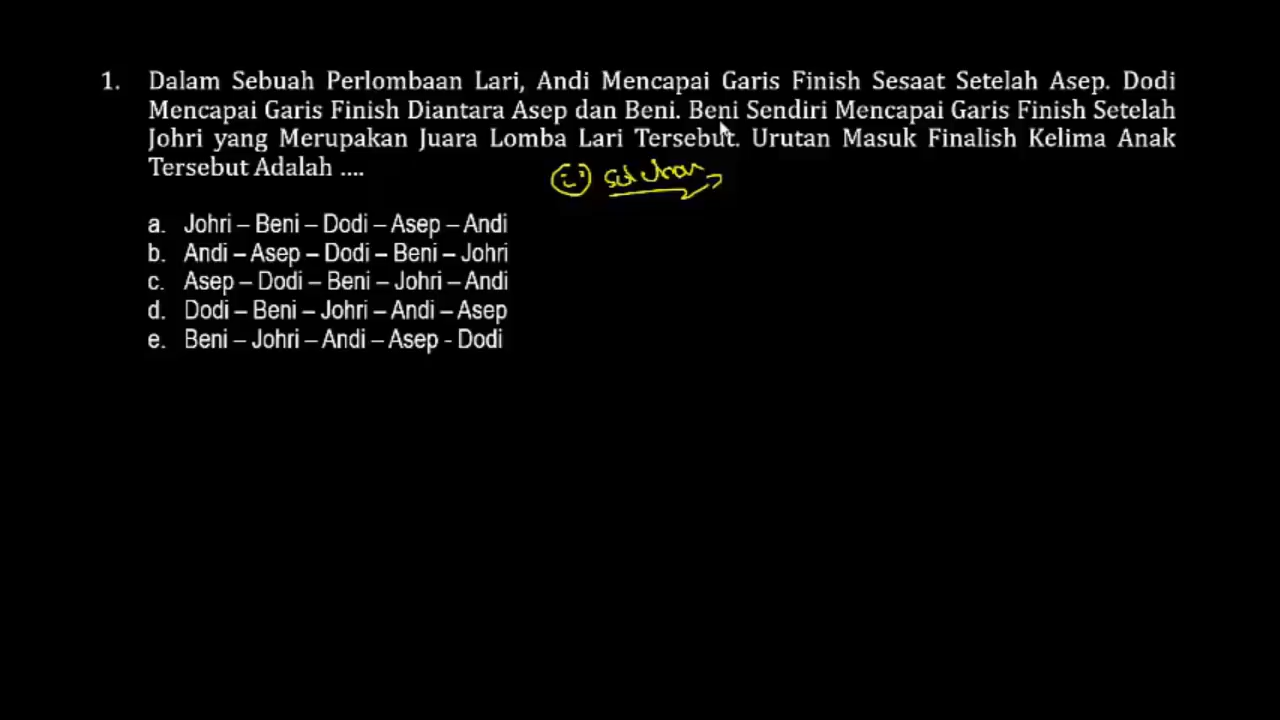 1. Dalam Sebuah Perlombaan Lari, Andi Mencapai Garis Finish Sesaat Setelah Asep. Dodi
Mencapai Garis Finish Diantara Asep dan Beni. Beni Sendiri Mencapai Garis Finish Setelah
Johri yang Merupakan Juara Lomba Lari Tersebut. Urutan Masuk Finalish Kelima Anak
Tersebut Adalah ....
a. Johri – Beni – Dodi – Asep – Andi
b. Andi – Asep – Dodi – Beni – Johri
c. Asep – Dodi – Beni – Johri – Andi
d. Dodi – Beni – Johri – Andi – Asep
e. Beni – Johri – Andi – Asep - Dodi